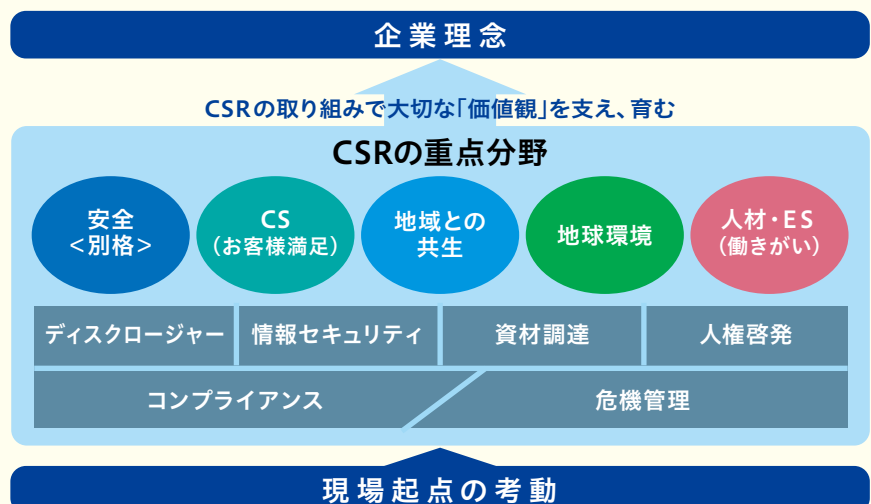 企業理念
CSRの取り組みで大切な「価値観」を支え、育む
CSRの重点分野
安全
<別格>
CS
(お客様満足)
地域との
共生
地球環境
人材・ES
(働きがい)
ディスクロージャー
情報セキュリティ
資材調達
人権啓発
コンプライアンス
危機管理
現場起点の考動